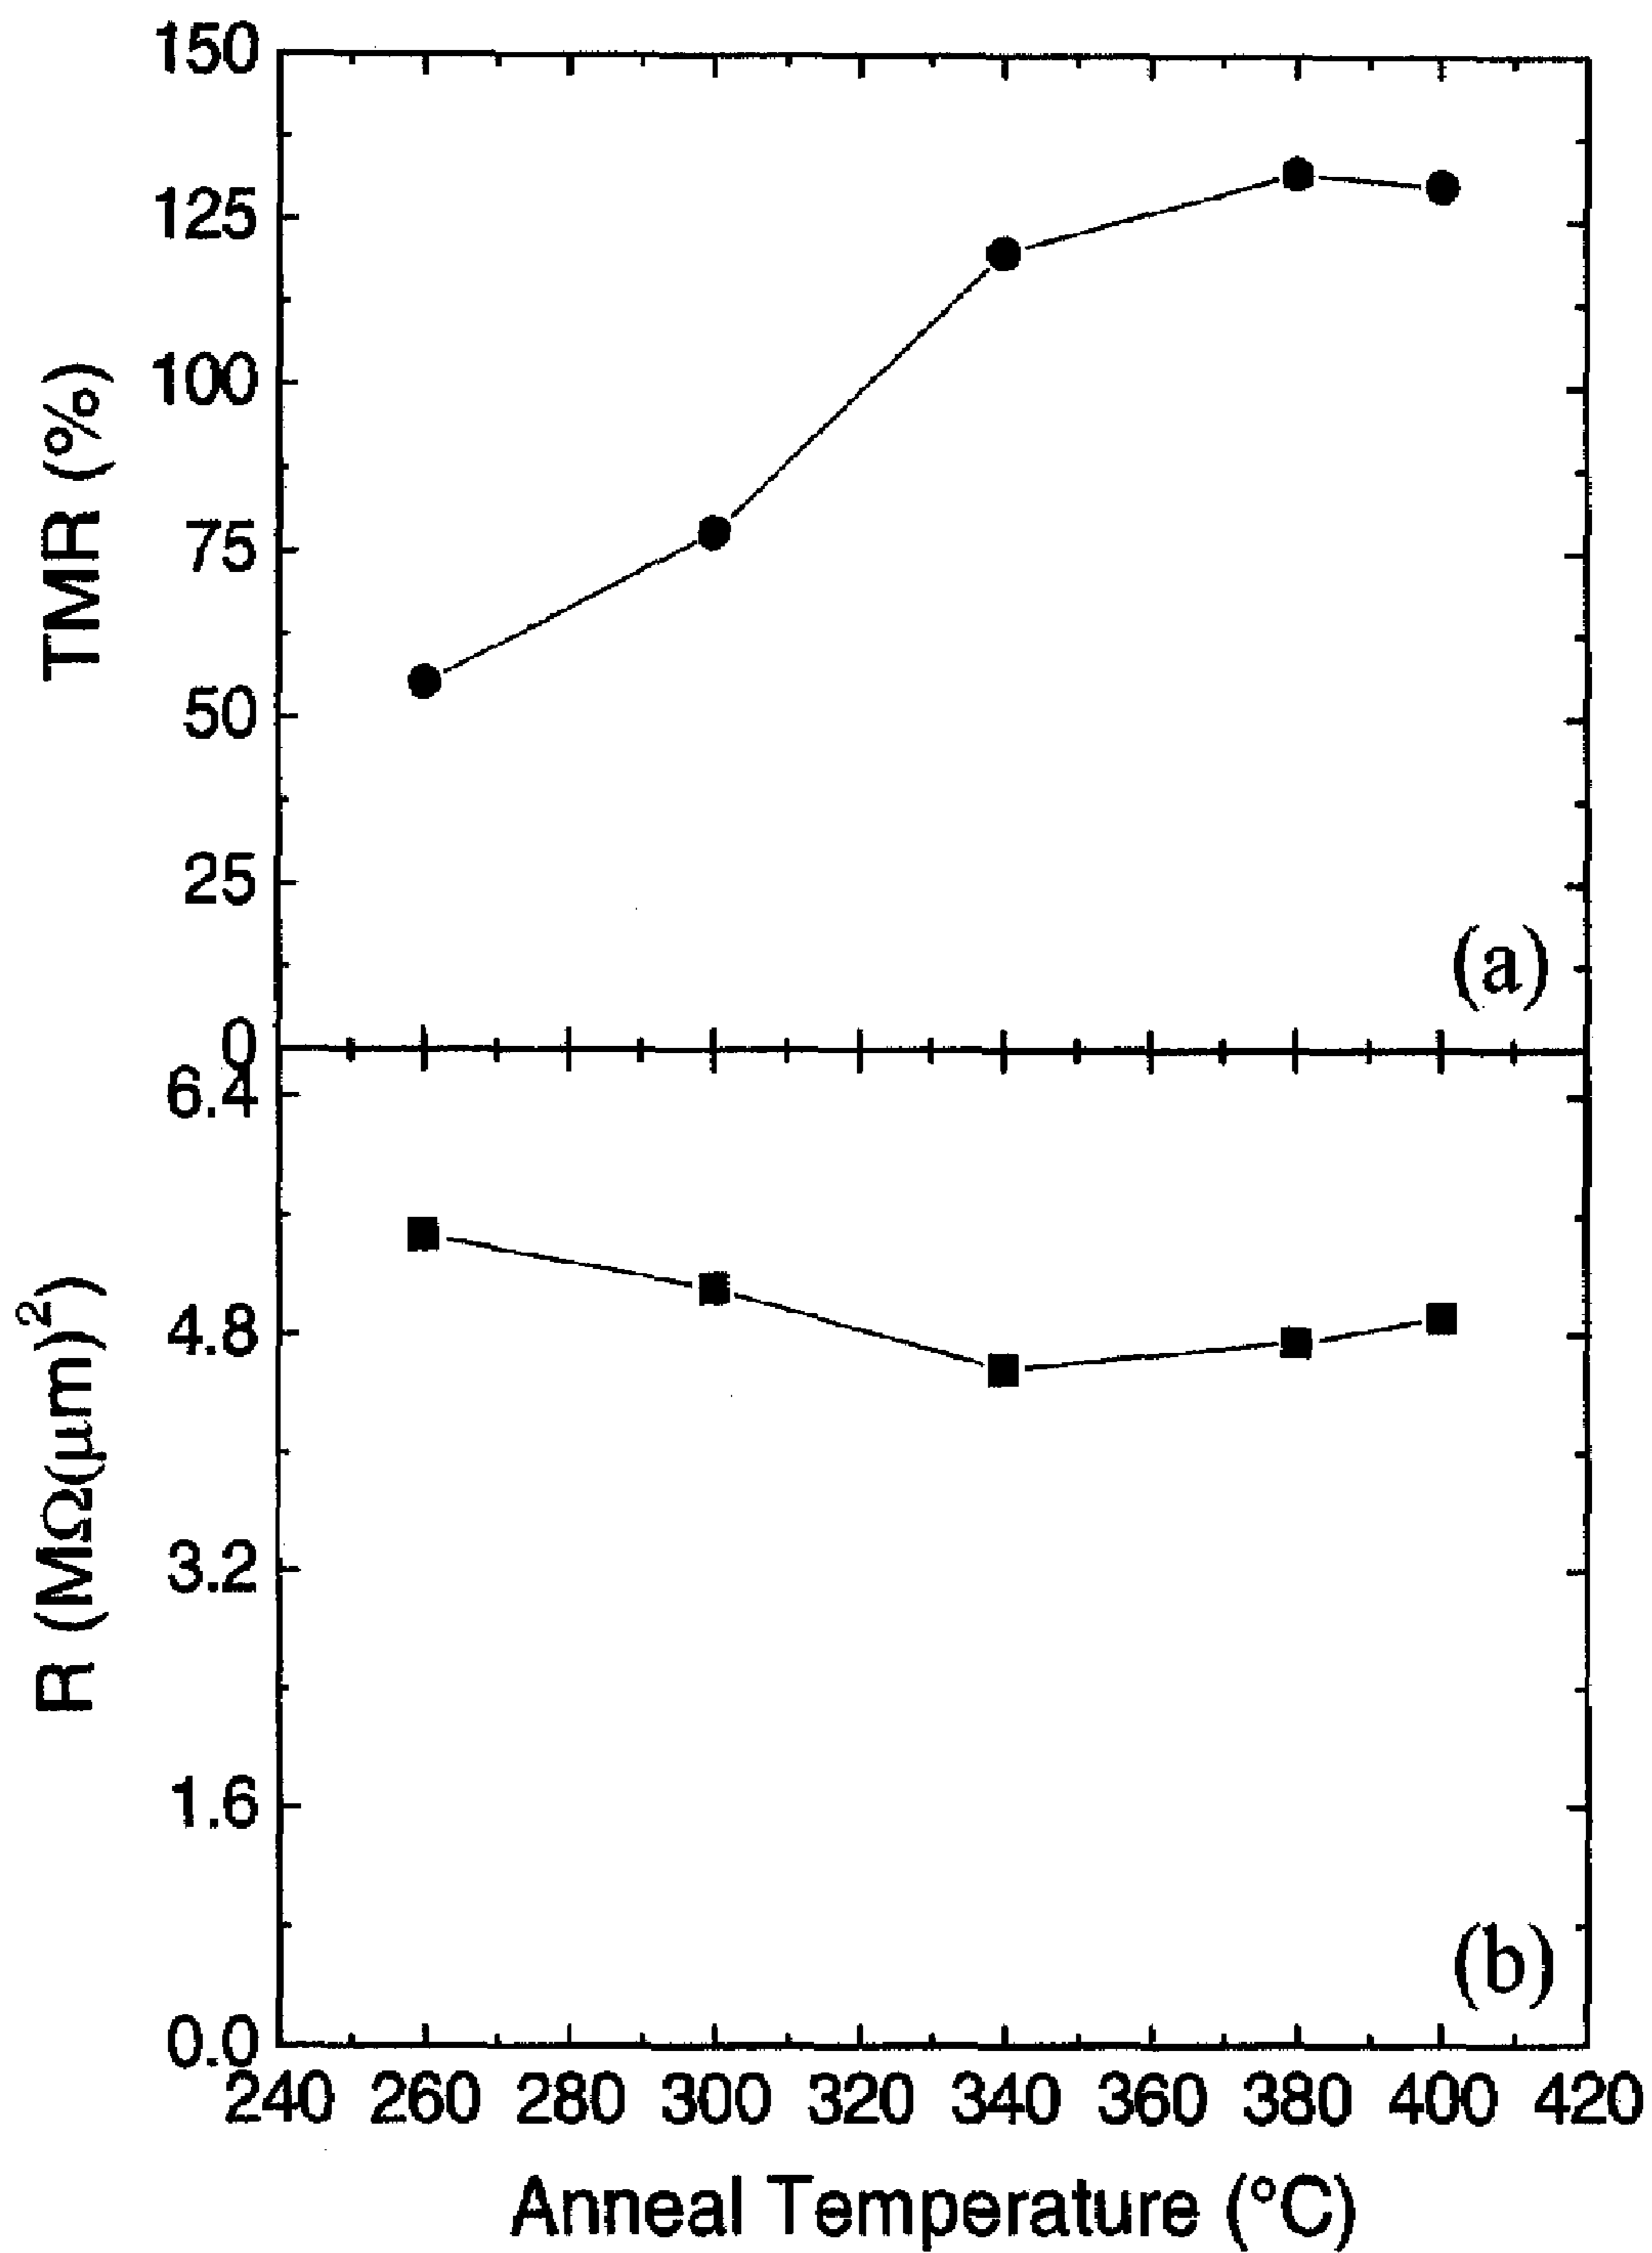 150
125
100
75
50
25
0
TMR (%)
(a)
6.4
4.8
3.2
1.6
0.0
R (MΩ(μm)²)
(b)
240 260 280 300 320 340 360 380 400 420
Anneal Temperature (°C)